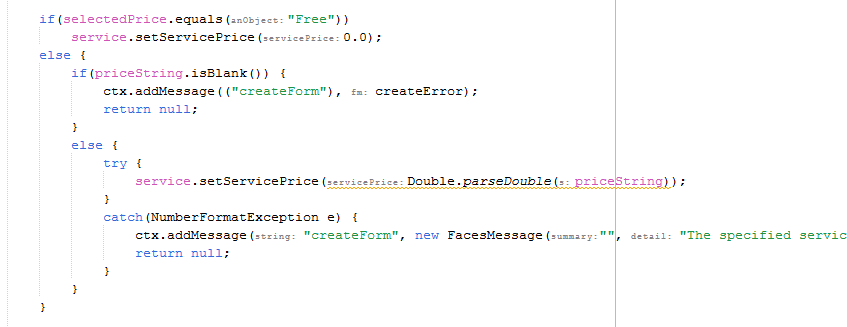 if(selectedPrice.equals(anObject: "Free"))
service.setServicePrice(servicePrice: 0.0);
else {
if(priceString.isBlank()) {
ctx.addMessage(("createForm"), fm: createError);
return null;
}
else {
try {
service.setServicePrice(servicePrice: Double.parseDouble(s: priceString));
}
catch(NumberFormatException e) {
ctx.addMessage(string: "createForm", new FacesMessage(summary: "", detail: "The specified servic
return null;
}
}
}